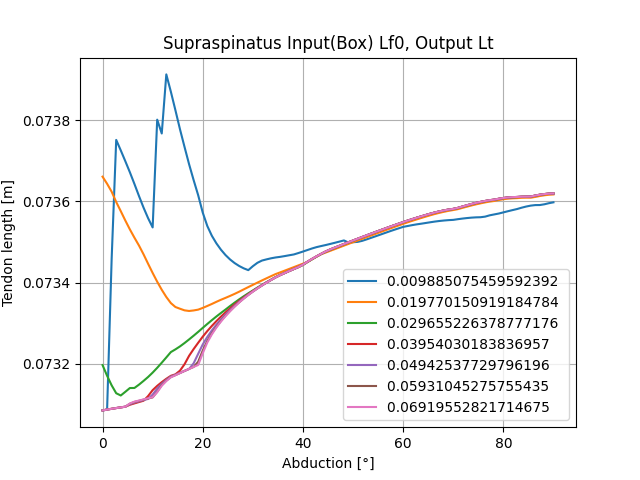 Supraspinatus Input(Box) Lf0, Output Lt
Tendon length [m]
0.0738
0.0736
0.0734
0.0732
0.009885075459592392
0.019770150919184784
0.029655226378777176
0.03954030183836957
0.04942537729796196
0.05931045275755435
0.06919552821714675
0 20 40 60 80
Abduction [°]